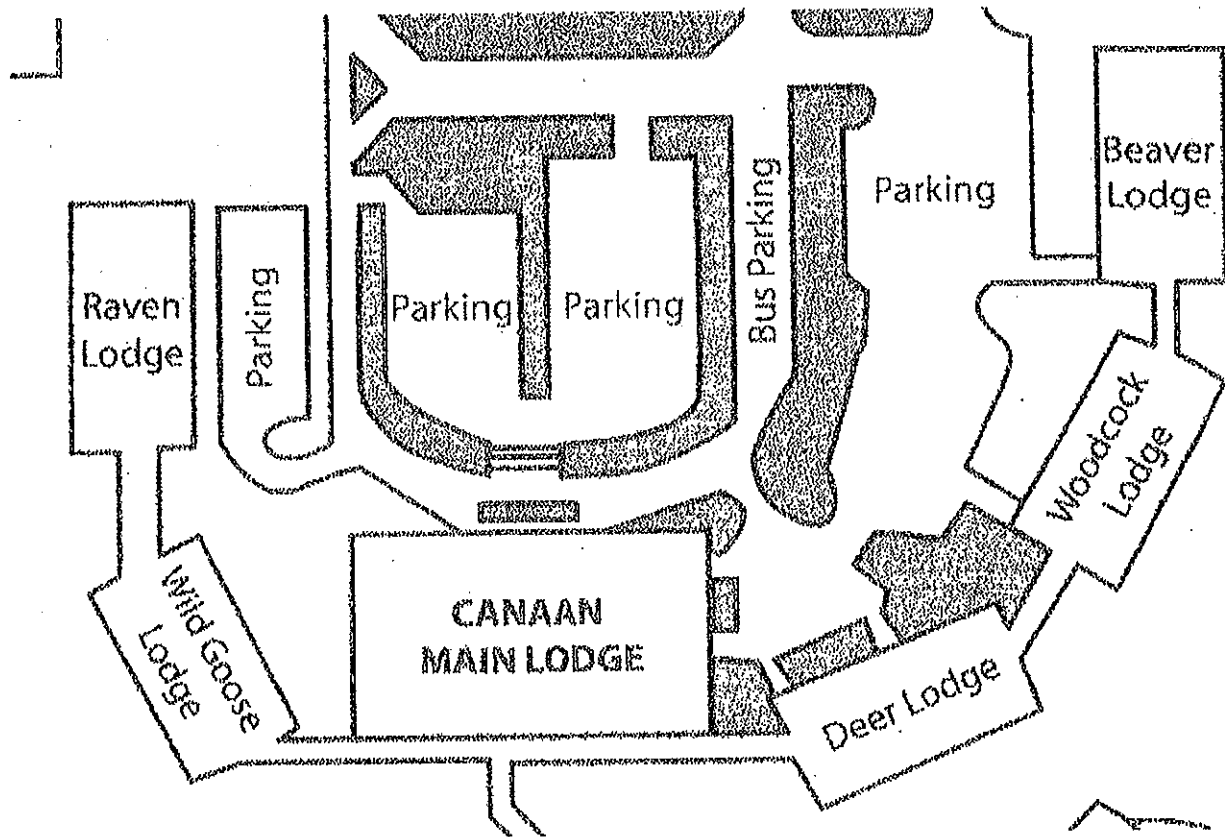 Beaver
Lodge
Parking
Bus Parking
Raven
Lodge
Parking
Parking
Parking
Woodcock
Lodge
Wild Goose
Lodge
CANAAN
MAIN LODGE
Deer Lodge